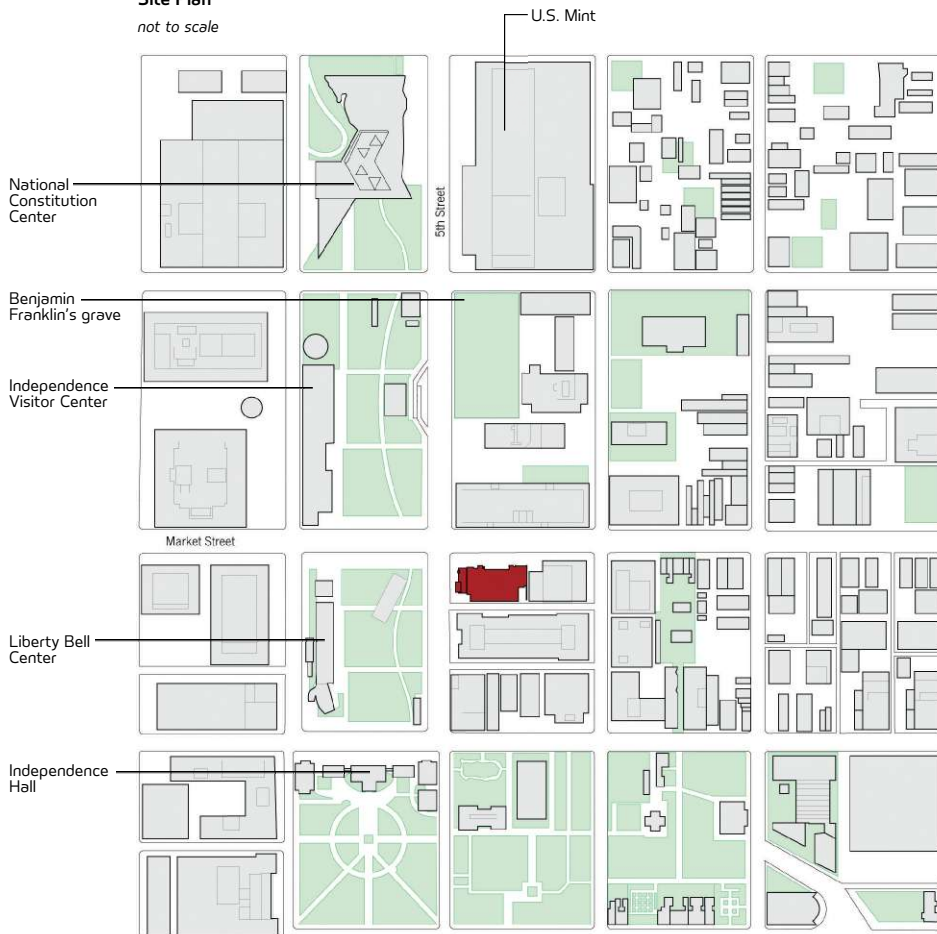 Site Plan
not to scale
U.S. Mint
National
Constitution
Center
5th Street
Benjamin
Franklin's grave
Independence
Visitor Center
Market Street
Liberty Bell
Center
Independence
Hall